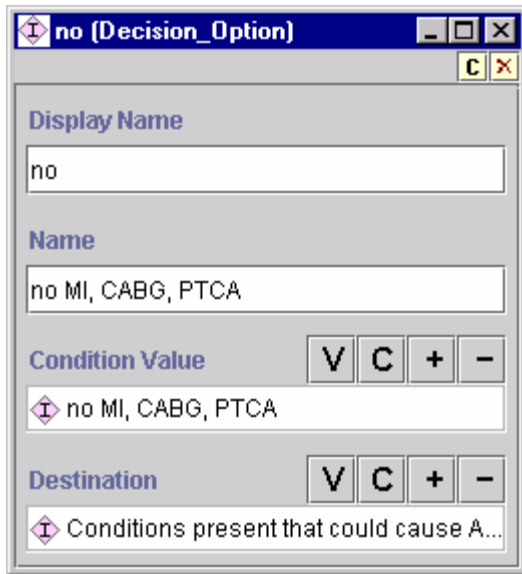 no (Decision_Option)
C
Display Name
no
Name
no MI, CABG, PTCA
Condition Value V C + −
no MI, CABG, PTCA
Destination V C + −
Conditions present that could cause A...